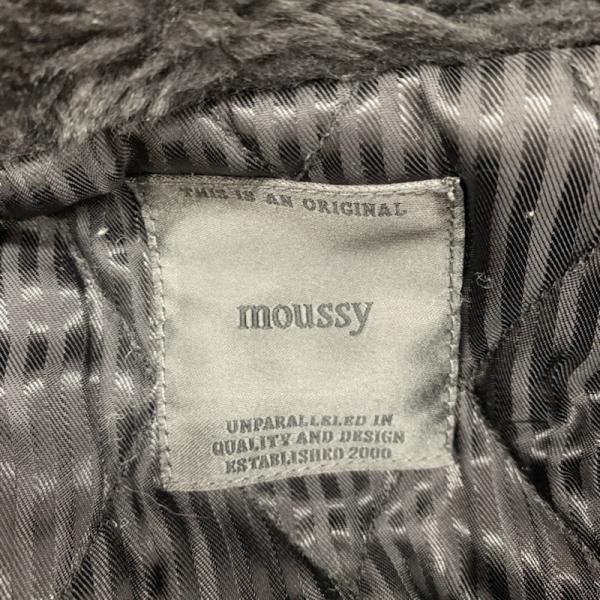 THIS IS AN ORIGINAL
moussy
UNPARALLELED IN
QUALITY AND DESIGN
ESTABLISHED 2000